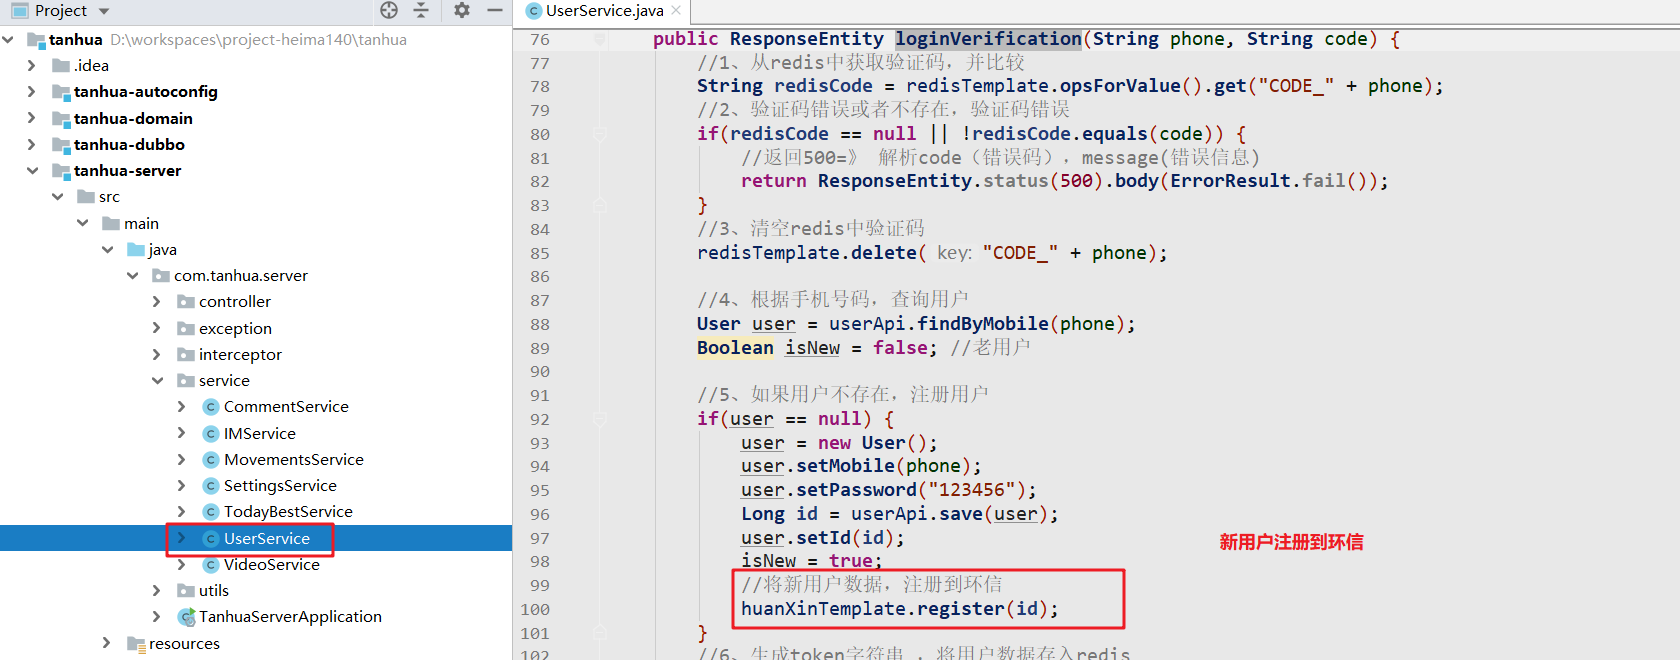 Project
tanhua D:\workspaces\project-heima140\tanhua
.idea
tanhua-autoconfig
tanhua-domain
tanhua-dubbo
tanhua-server
src
main
java
com.tanhua.server
controller
exception
interceptor
service
CommentService
IMService
MovementsService
SettingsService
TodayBestService
UserService
VideoService
utils
TanhuaServerApplication
resources
UserService.java
76 public ResponseEntity loginVerification(String phone, String code) {
77 //1、从redis中获取验证码，并比较
78 String redisCode = redisTemplate.opsForValue().get("CODE_" + phone);
79 //2、验证码错误或者不存在，验证码错误
80 if(redisCode == null || !redisCode.equals(code)) {
81 //返回500=》 解析code（错误码），message(错误信息)
82 return ResponseEntity.status(500).body(ErrorResult.fail());
83 }
84 //3、清空redis中验证码
85 redisTemplate.delete( key: "CODE_" + phone);
86
87 //4、根据手机号码，查询用户
88 User user = userApi.findByMobile(phone);
89 Boolean isNew = false; //老用户
90
91 //5、如果用户不存在，注册用户
92 if(user == null) {
93 user = new User();
94 user.setMobile(phone);
95 user.setPassword("123456");
96 Long id = userApi.save(user);
97 user.setId(id);
98 isNew = true;
99 //将新用户数据，注册到环信
100 huanXinTemplate.register(id);
101 }
102 //6、生成token字符串 ，将用户数据存入redis
新用户注册到环信